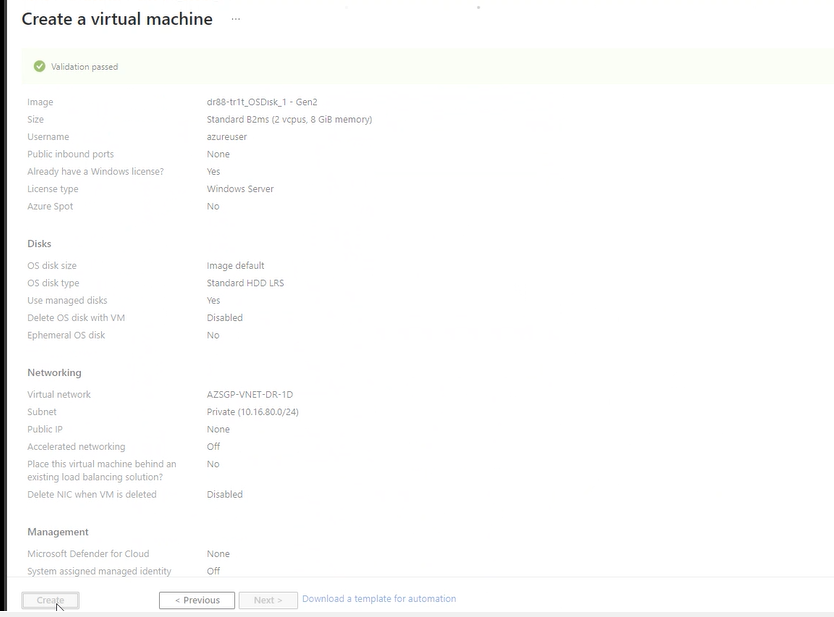 Create a virtual machine ...
Validation passed
Image dr88-tr1t_OSDisk_1 - Gen2
Size Standard B2ms (2 vcpus, 8 GiB memory)
Username azureuser
Public inbound ports None
Already have a Windows license? Yes
License type Windows Server
Azure Spot No
Disks
OS disk size Image default
OS disk type Standard HDD LRS
Use managed disks Yes
Delete OS disk with VM Disabled
Ephemeral OS disk No
Networking
Virtual network AZSGP-VNET-DR-1D
Subnet Private (10.16.80.0/24)
Public IP None
Accelerated networking Off
Place this virtual machine behind an No
existing load balancing solution?
Delete NIC when VM is deleted Disabled
Management
Microsoft Defender for Cloud None
System assigned managed identity Off
Create < Previous Next > Download a template for automation